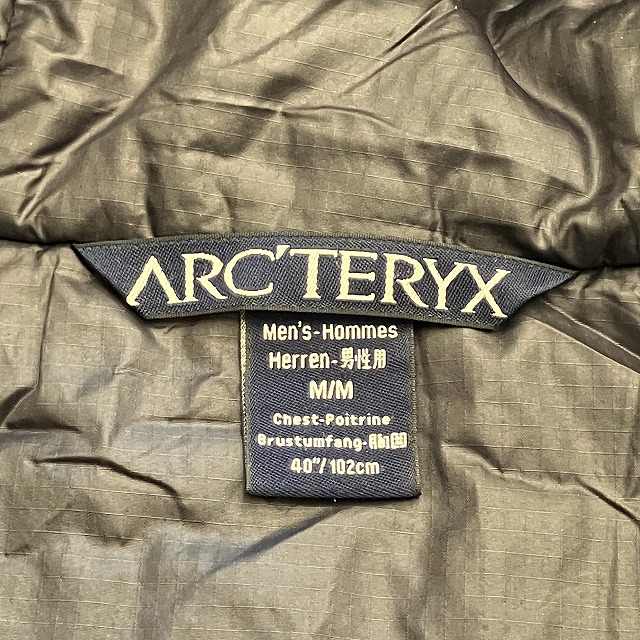 ARC'TERYX
Men's-Hommes
Herren-男性用
M/M
Chest-Poitrine
Brustumfang-胸囲
40"/102cm